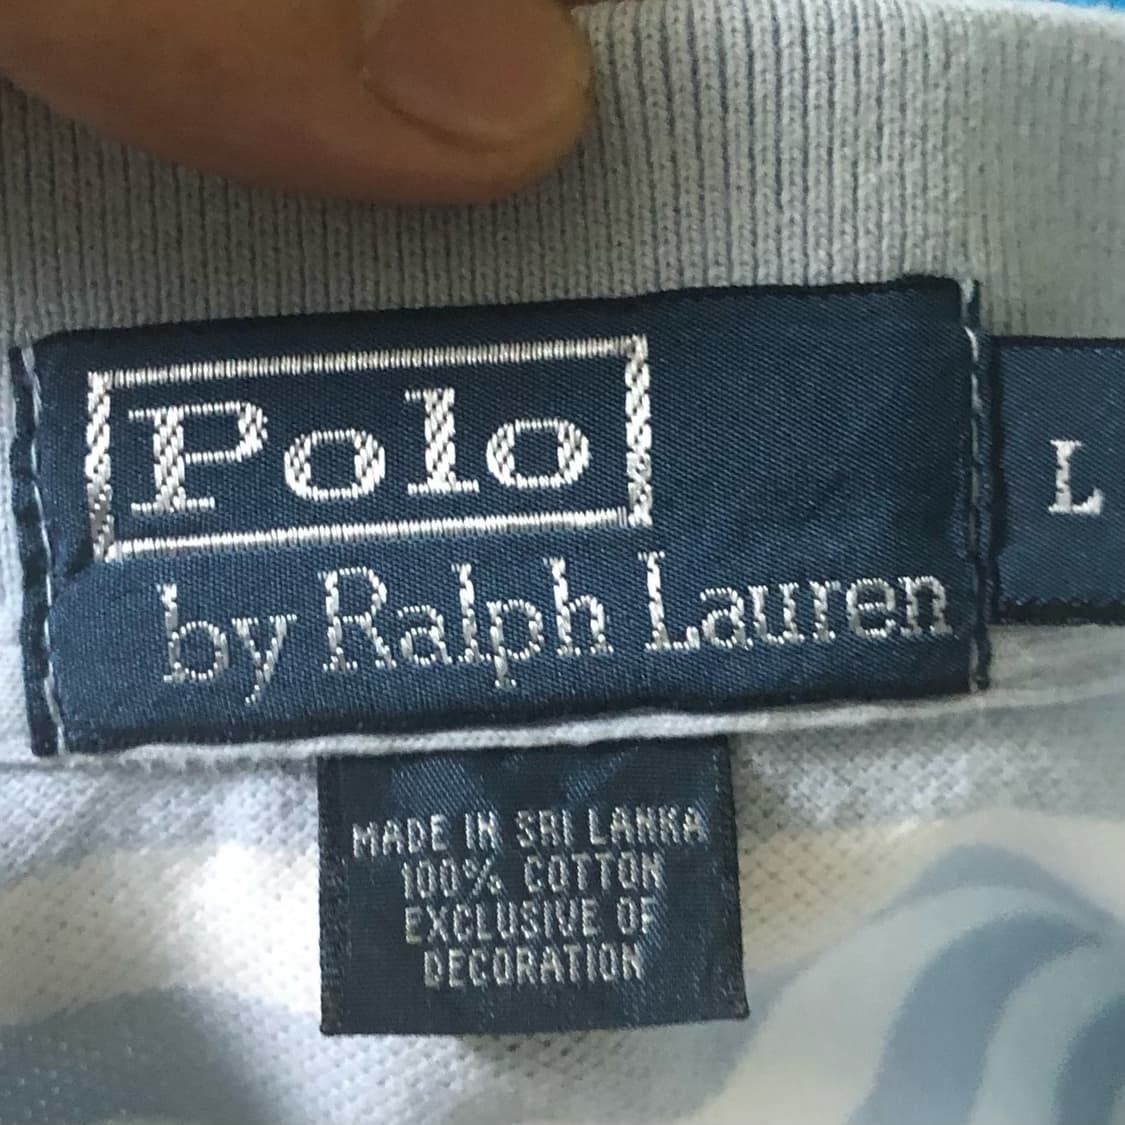 Polo
by Ralph Lauren
L
MADE IN SRI LANKA
100% COTTON
EXCLUSIVE OF
DECORATION